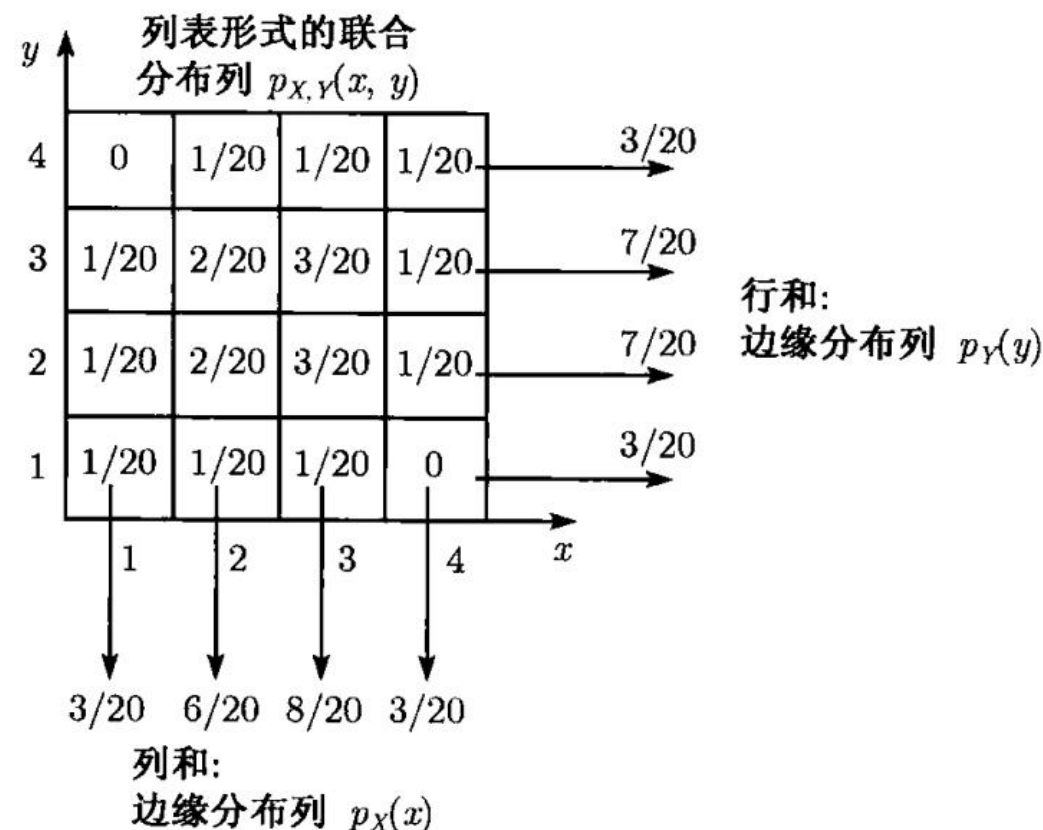 列表形式的联合
分布列 p_{X,Y}(x, y)
y
4 0 1/20 1/20 1/20 3/20
3 1/20 2/20 3/20 1/20 7/20
行和:
边缘分布列 p_Y(y)
2 1/20 2/20 3/20 1/20 7/20
1 1/20 1/20 1/20 0 3/20
1 2 3 4 x
3/20 6/20 8/20 3/20
列和:
边缘分布列 p_X(x)